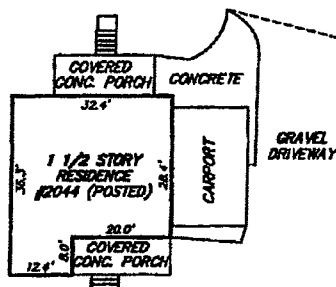 COVERED
CONC. PORCH
CONCRETE
32.4'
1 1/2 STORY
RESIDENCE
#2044 (POSTED)
36.3'
28.4'
CARPORT
GRAVEL
DRIVEWAY
20.0'
8.0'
COVERED
CONC. PORCH
12.4'